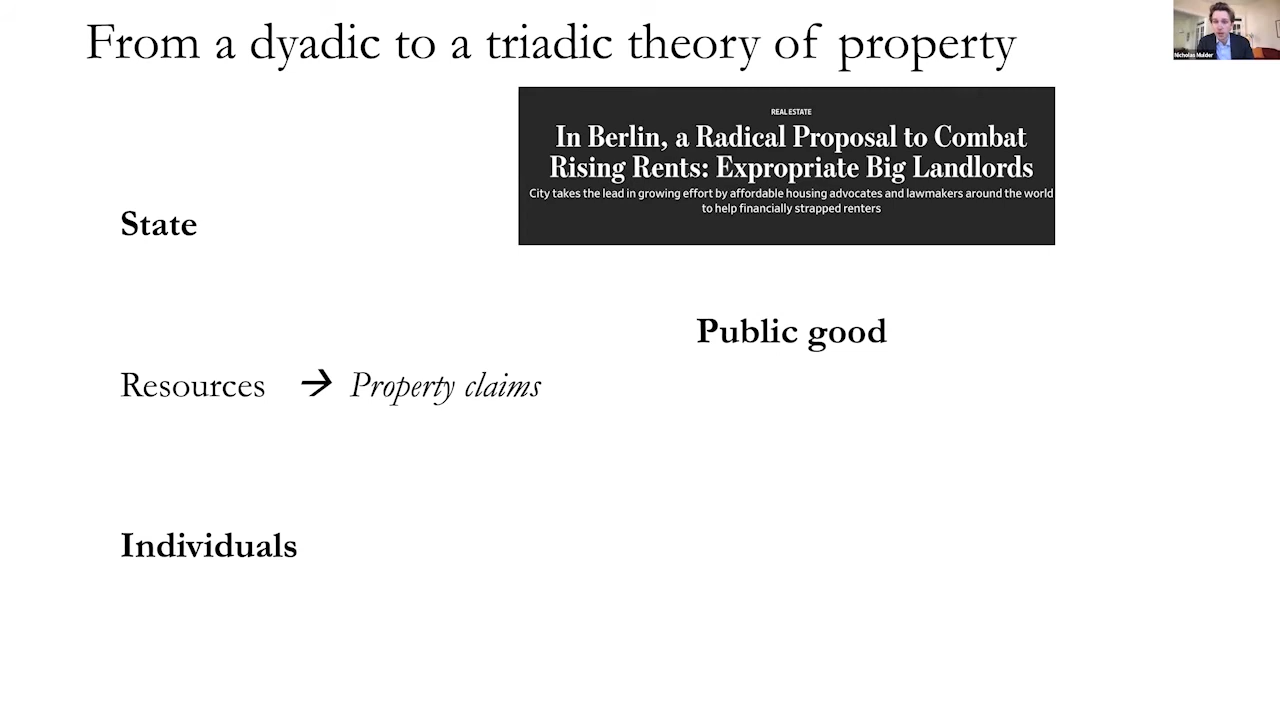 From a dyadic to a triadic theory of property
Nicholas Mulder
REAL ESTATE
In Berlin, a Radical Proposal to Combat
Rising Rents: Expropriate Big Landlords
City takes the lead in growing effort by affordable housing advocates and lawmakers around the world
to help financially strapped renters
State
Public good
Resources → Property claims
Individuals